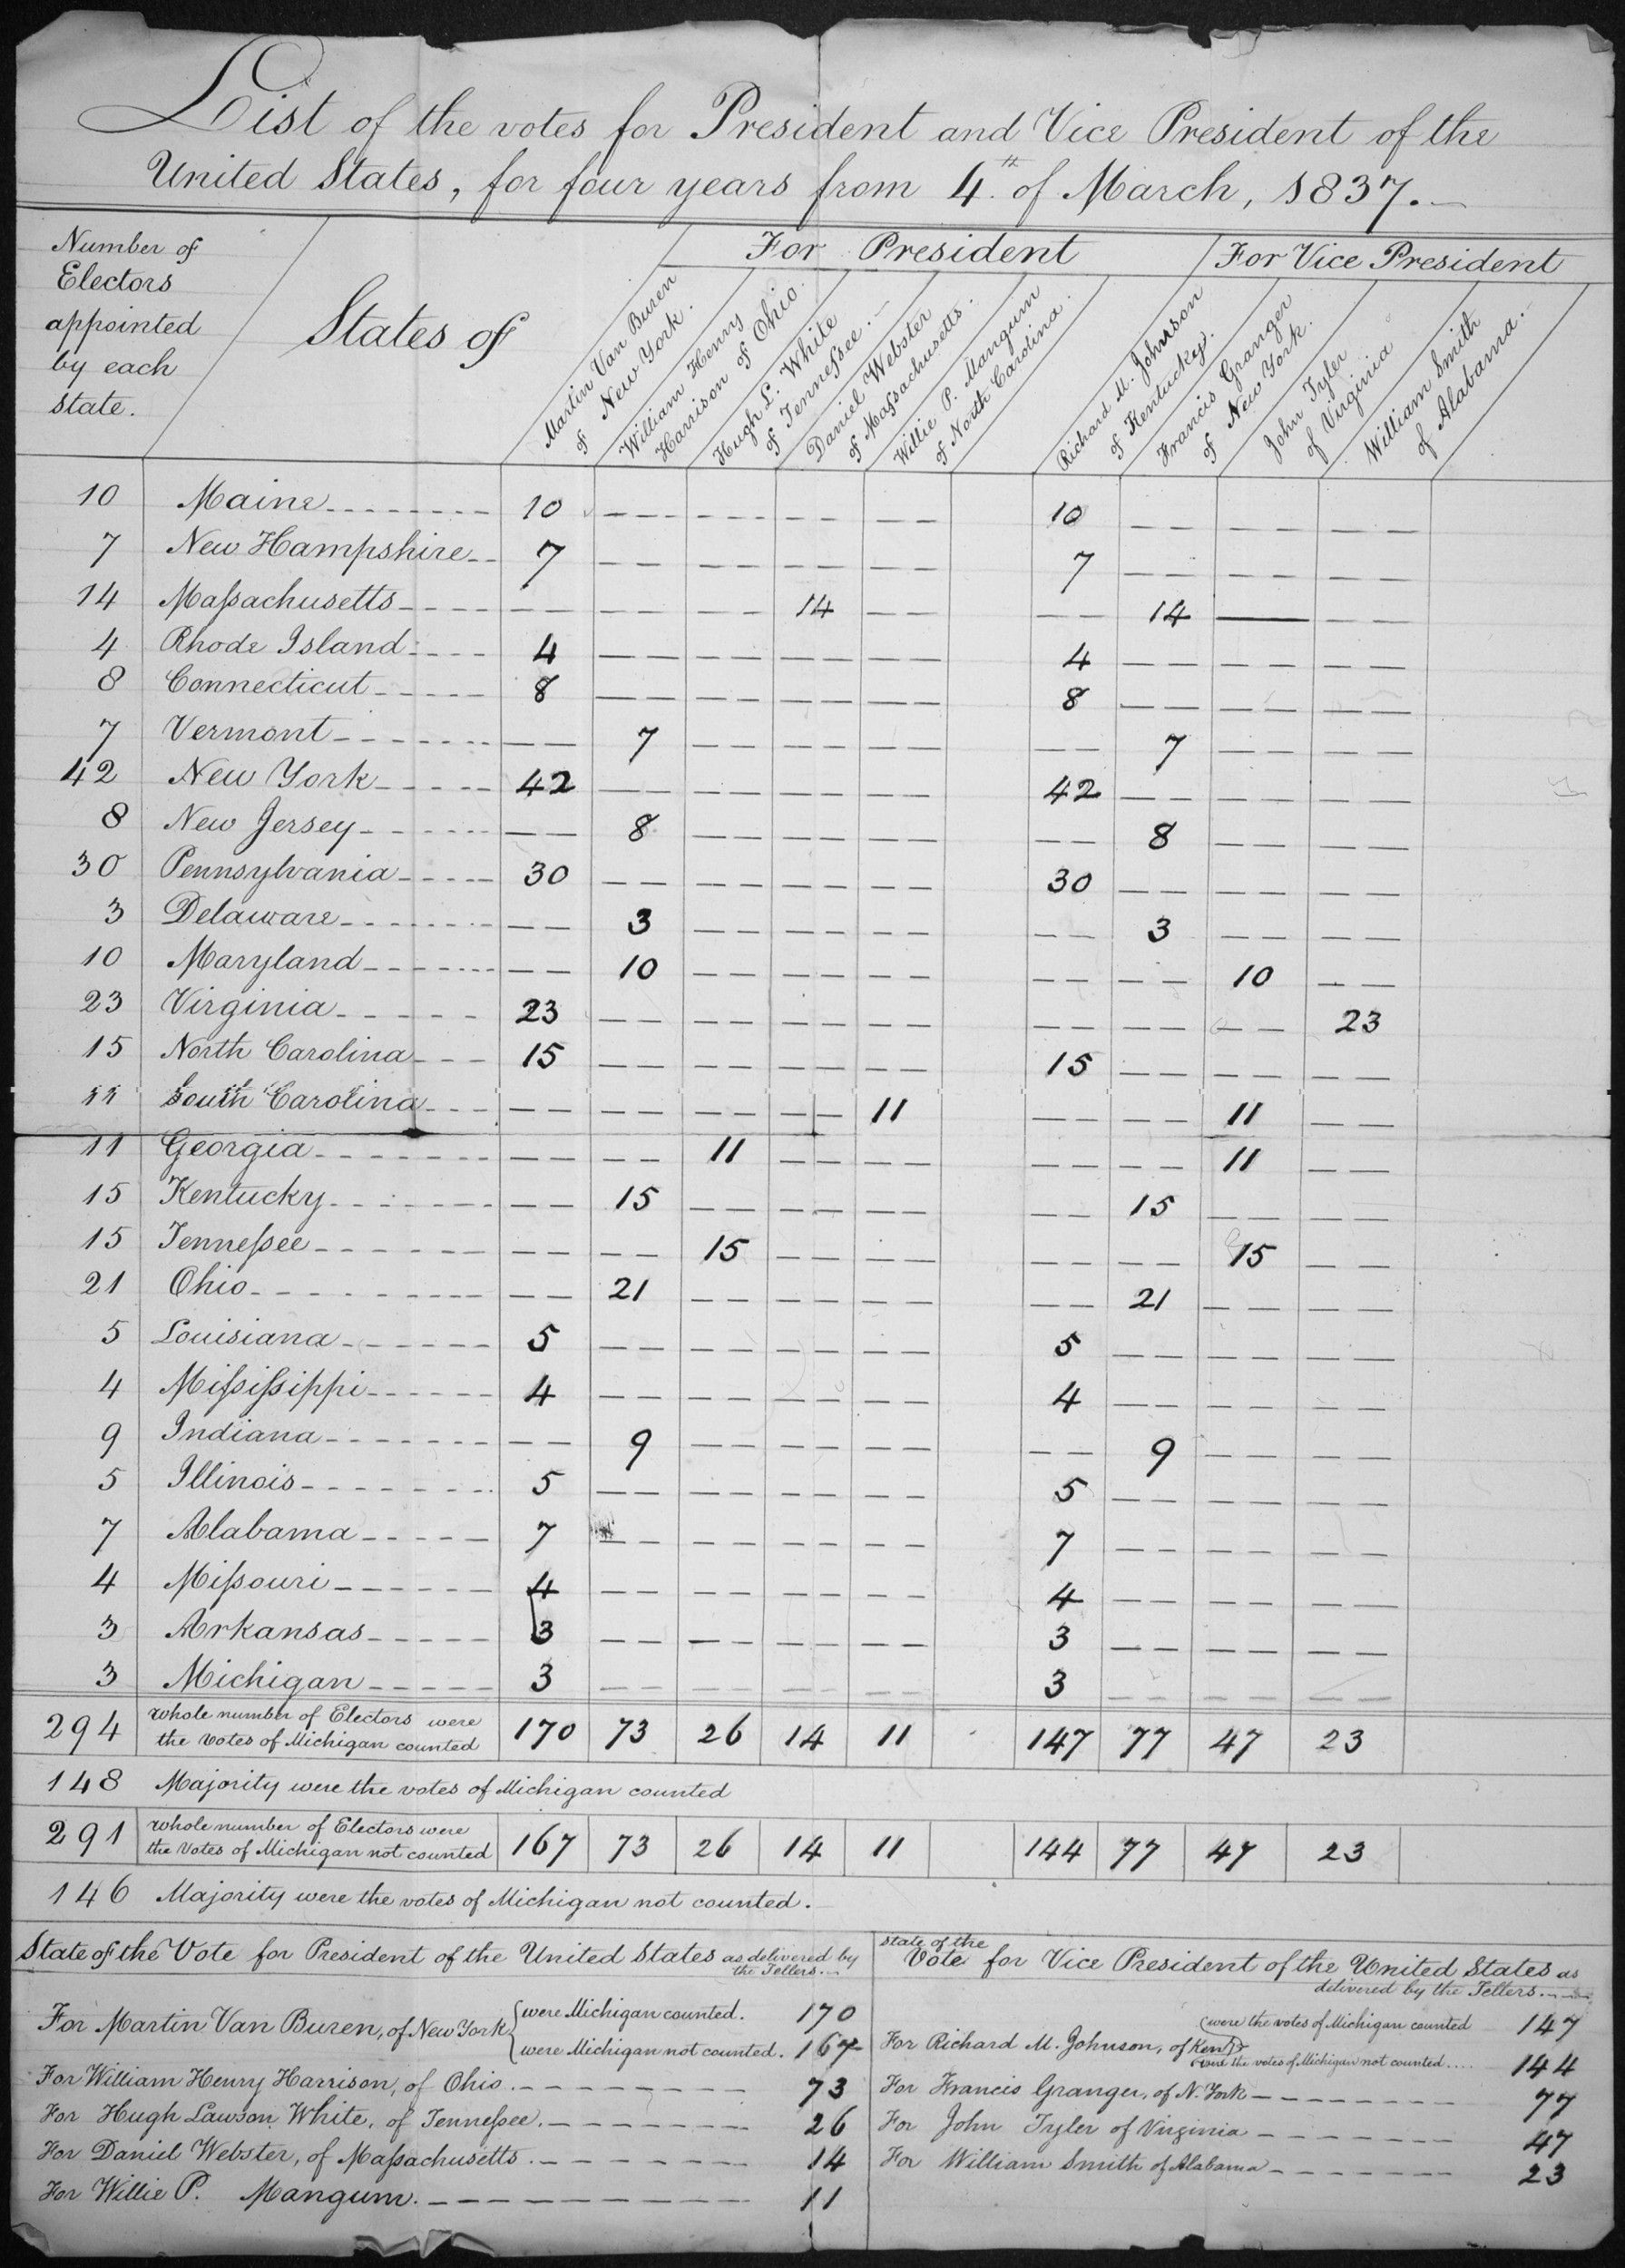 List of the votes for President and Vice President of the
United States, for four years from 4th of March, 1837.
Number of
Electors
appointed
by each
state.
States of
For President
For Vice President
Martin Van Buren
of New York.
William Henry
Harrison of Ohio.
Hugh L. White
of Tennessee.
Daniel Webster
of Massachusetts.
Willie P. Mangum
of North Carolina.
Richard M. Johnson
of Kentucky.
Francis Granger
of New York.
John Tyler
of Virginia
William Smith
of Alabama.
10 Maine 10 10
7 New Hampshire 7 7
14 Massachusetts 14 14
4 Rhode Island 4 4
8 Connecticut 8 8
7 Vermont 7 7
42 New York 42 42
8 New Jersey 8 8
30 Pennsylvania 30 30
3 Delaware 3 3
10 Maryland 10 10
23 Virginia 23 23
15 North Carolina 15 15
11 South Carolina 11 11
11 Georgia 11 11
15 Kentucky 15 15
15 Tennessee 15 15
21 Ohio 21 21
5 Louisiana 5 5
4 Mississippi 4 4
9 Indiana 9 9
5 Illinois 5 5
7 Alabama 7 7
4 Missouri 4 4
3 Arkansas 3 3
3 Michigan 3 3
294 whole number of Electors were
the votes of Michigan counted 170 73 26 14 11 147 77 47 23
148 Majority were the votes of Michigan counted
291 whole number of Electors were
the Votes of Michigan not counted 167 73 26 14 11 144 77 47 23
146 Majority were the votes of Michigan not counted.
State of the Vote for President of the United States as delivered by
the Tellers.
For Martin Van Buren, of New York
were Michigan counted. 170
were Michigan not counted. 167
For William Henry Harrison, of Ohio. 73
For Hugh Lawson White, of Tennessee. 26
For Daniel Webster, of Massachusetts. 14
For Willie P. Mangum. 11
state of the
Vote for Vice President of the United States as
delivered by the Tellers.
were the votes of Michigan counted 147
For Richard M. Johnson, of Keny
were the votes of Michigan not counted.... 144
For Francis Granger, of N. York 77
For John Tyler of Virginia 47
For William Smith of Alabama 23